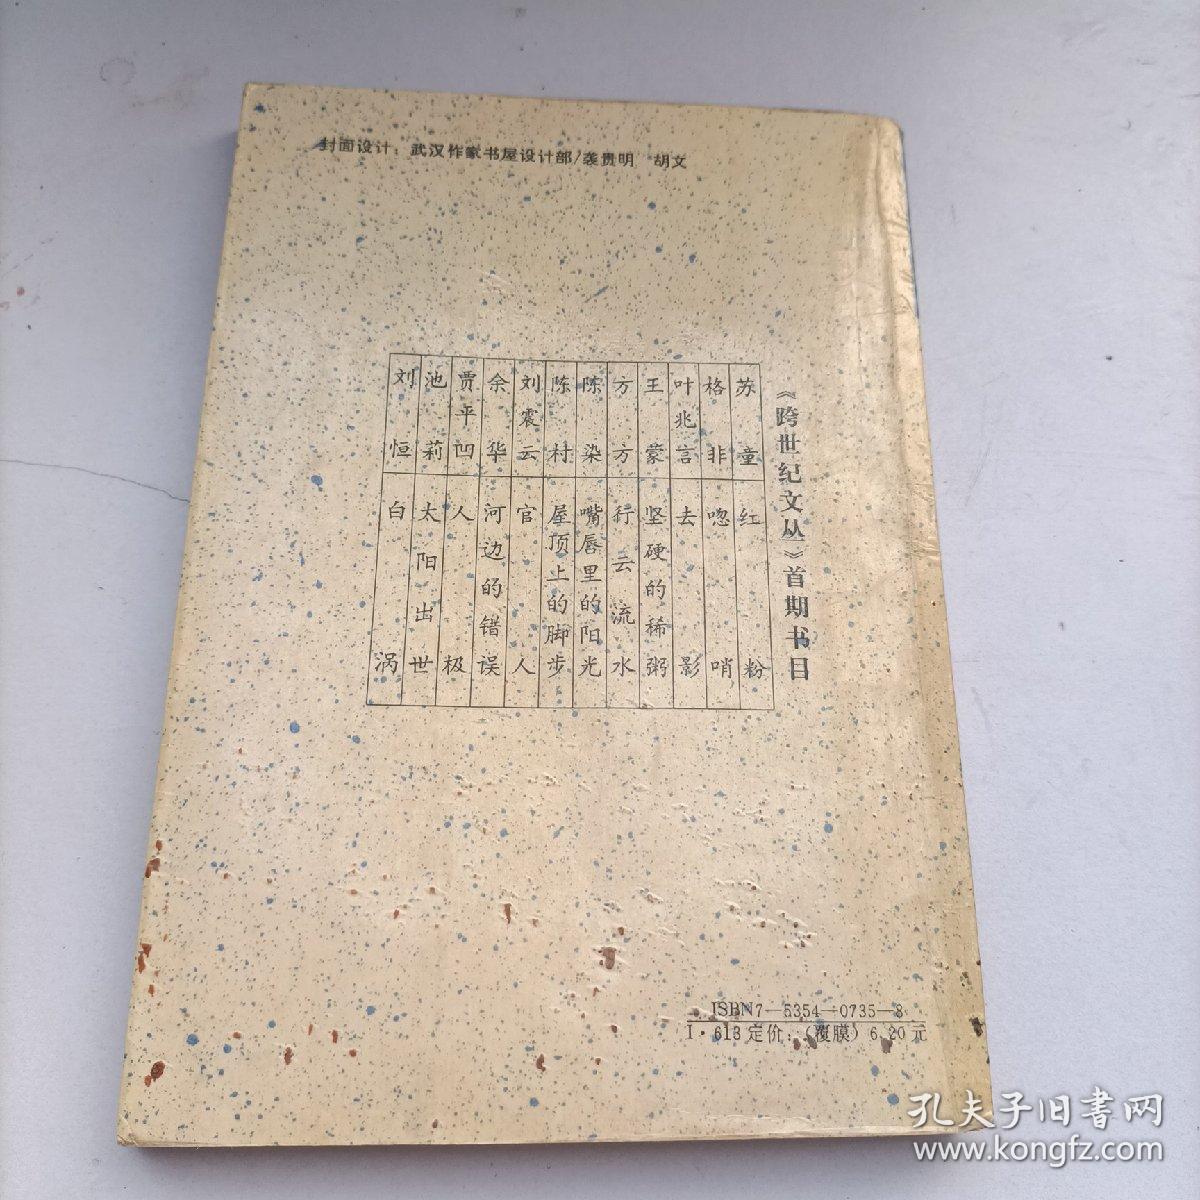 封面设计：武汉作家书屋设计部/袭贵明 胡文
《跨世纪文丛》首期书目
苏童 红粉
格非 唿哨
叶兆言 去影
王蒙 坚硬的稀粥
方方 行云流水
陈染 嘴唇里的阳光
陈村 屋顶上的脚步
刘震云 官人
余华 河边的错误
贾平凹 人极
池莉 太阳出世
刘恒 白涡
ISBN7—5354—0735—8
I·613定价：（覆膜）6.20元
孔夫子旧书网
www.kongfz.com